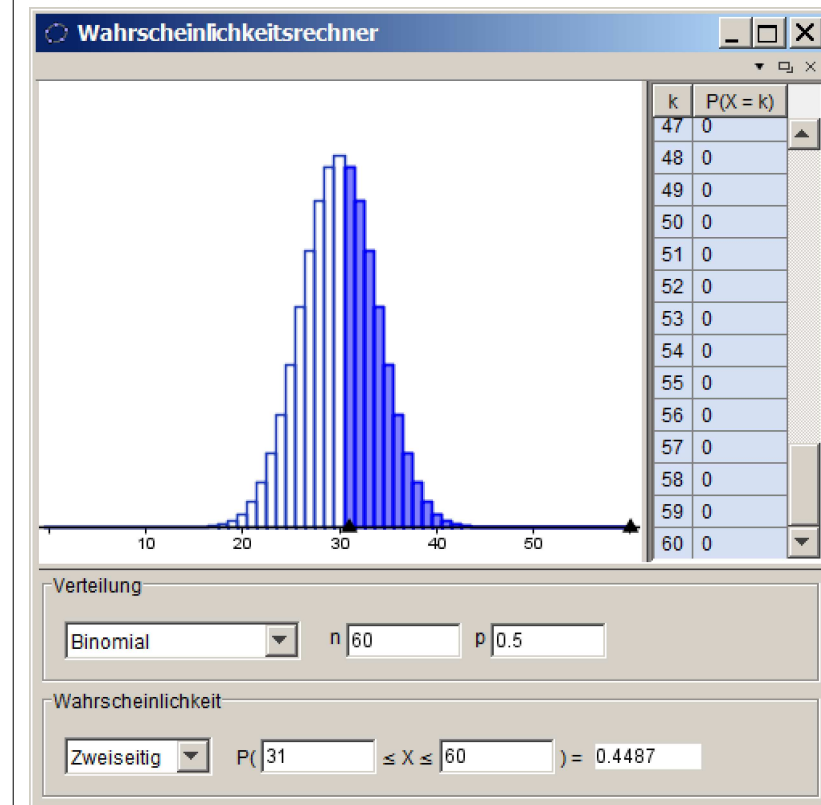 Wahrscheinlichkeitsrechner
k P(X = k)
47 0
48 0
49 0
50 0
51 0
52 0
53 0
54 0
55 0
56 0
57 0
58 0
59 0
60 0
10 20 30 40 50
Verteilung
Binomial n 60 p 0.5
Wahrscheinlichkeit
Zweiseitig P( 31 ≤ X ≤ 60 ) = 0.4487